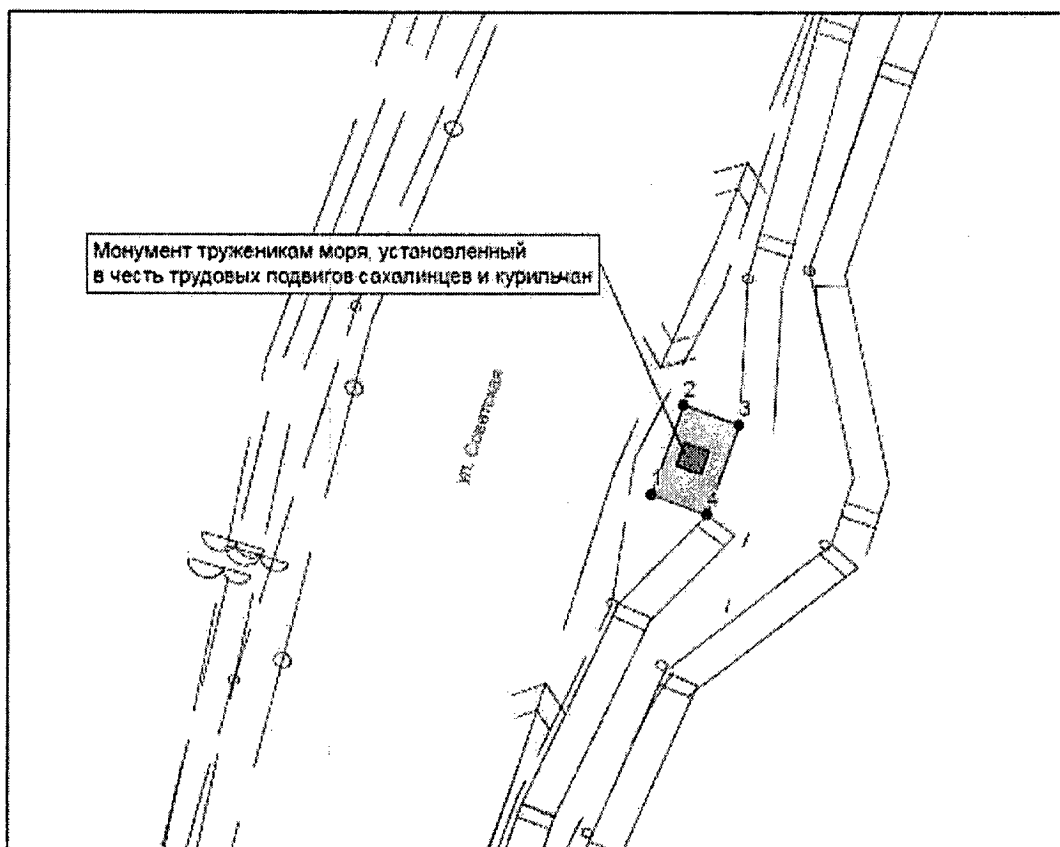 Монумент труженикам моря, установленный
в честь трудовых подвигов сахалинцев и курильчан
2
3
ул. Советская
1
4